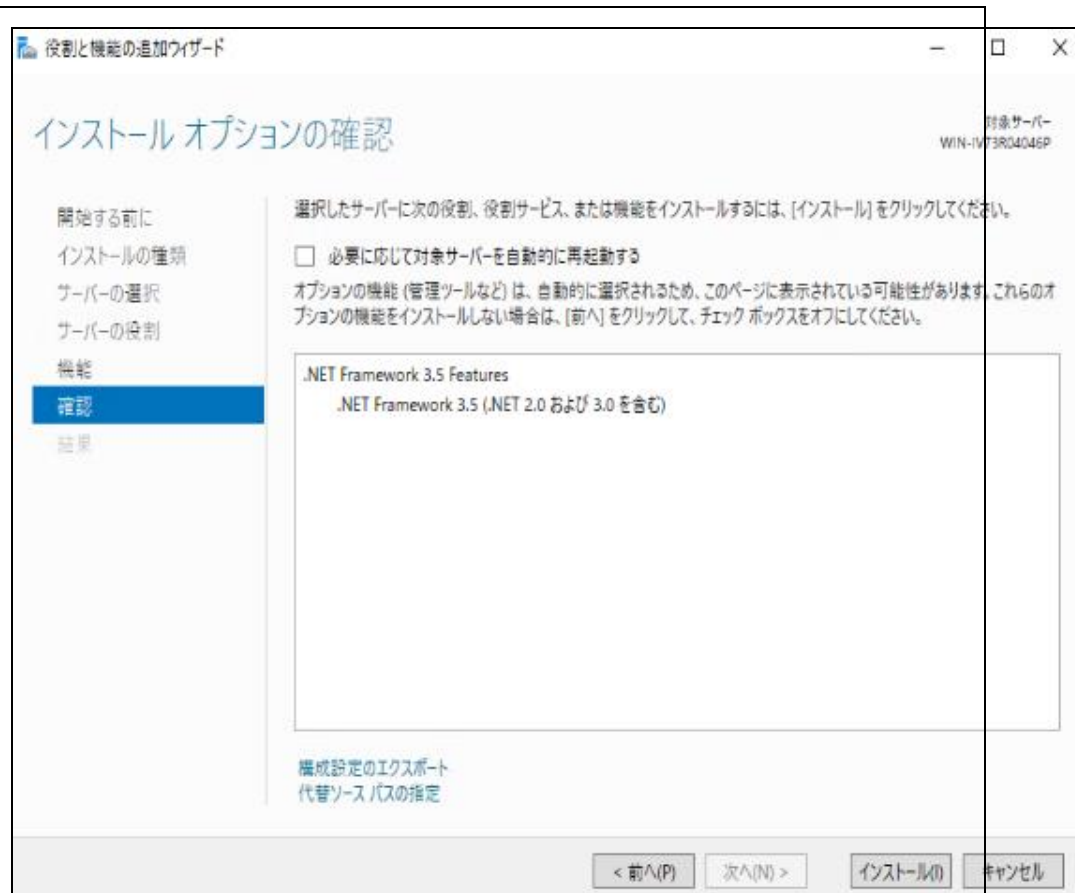 役割と機能の追加ウィザード
インストール オプションの確認
対象サーバー
WIN-IV73R04046P
開始する前に
インストールの種類
サーバーの選択
サーバーの役割
機能
確認
結果
選択したサーバーに次の役割、役割サービス、または機能をインストールするには、[インストール] をクリックしてください。
必要に応じて対象サーバーを自動的に再起動する
オプションの機能 (管理ツールなど) は、自動的に選択されるため、このページに表示されている可能性があります。これらのオ
プションの機能をインストールしない場合は、[前へ] をクリックして、チェック ボックスをオフにしてください。
.NET Framework 3.5 Features
.NET Framework 3.5 (.NET 2.0 および 3.0 を含む)
構成設定のエクスポート
代替ソース パスの指定
< 前へ(P) 次へ(N) > インストール(I) キャンセル